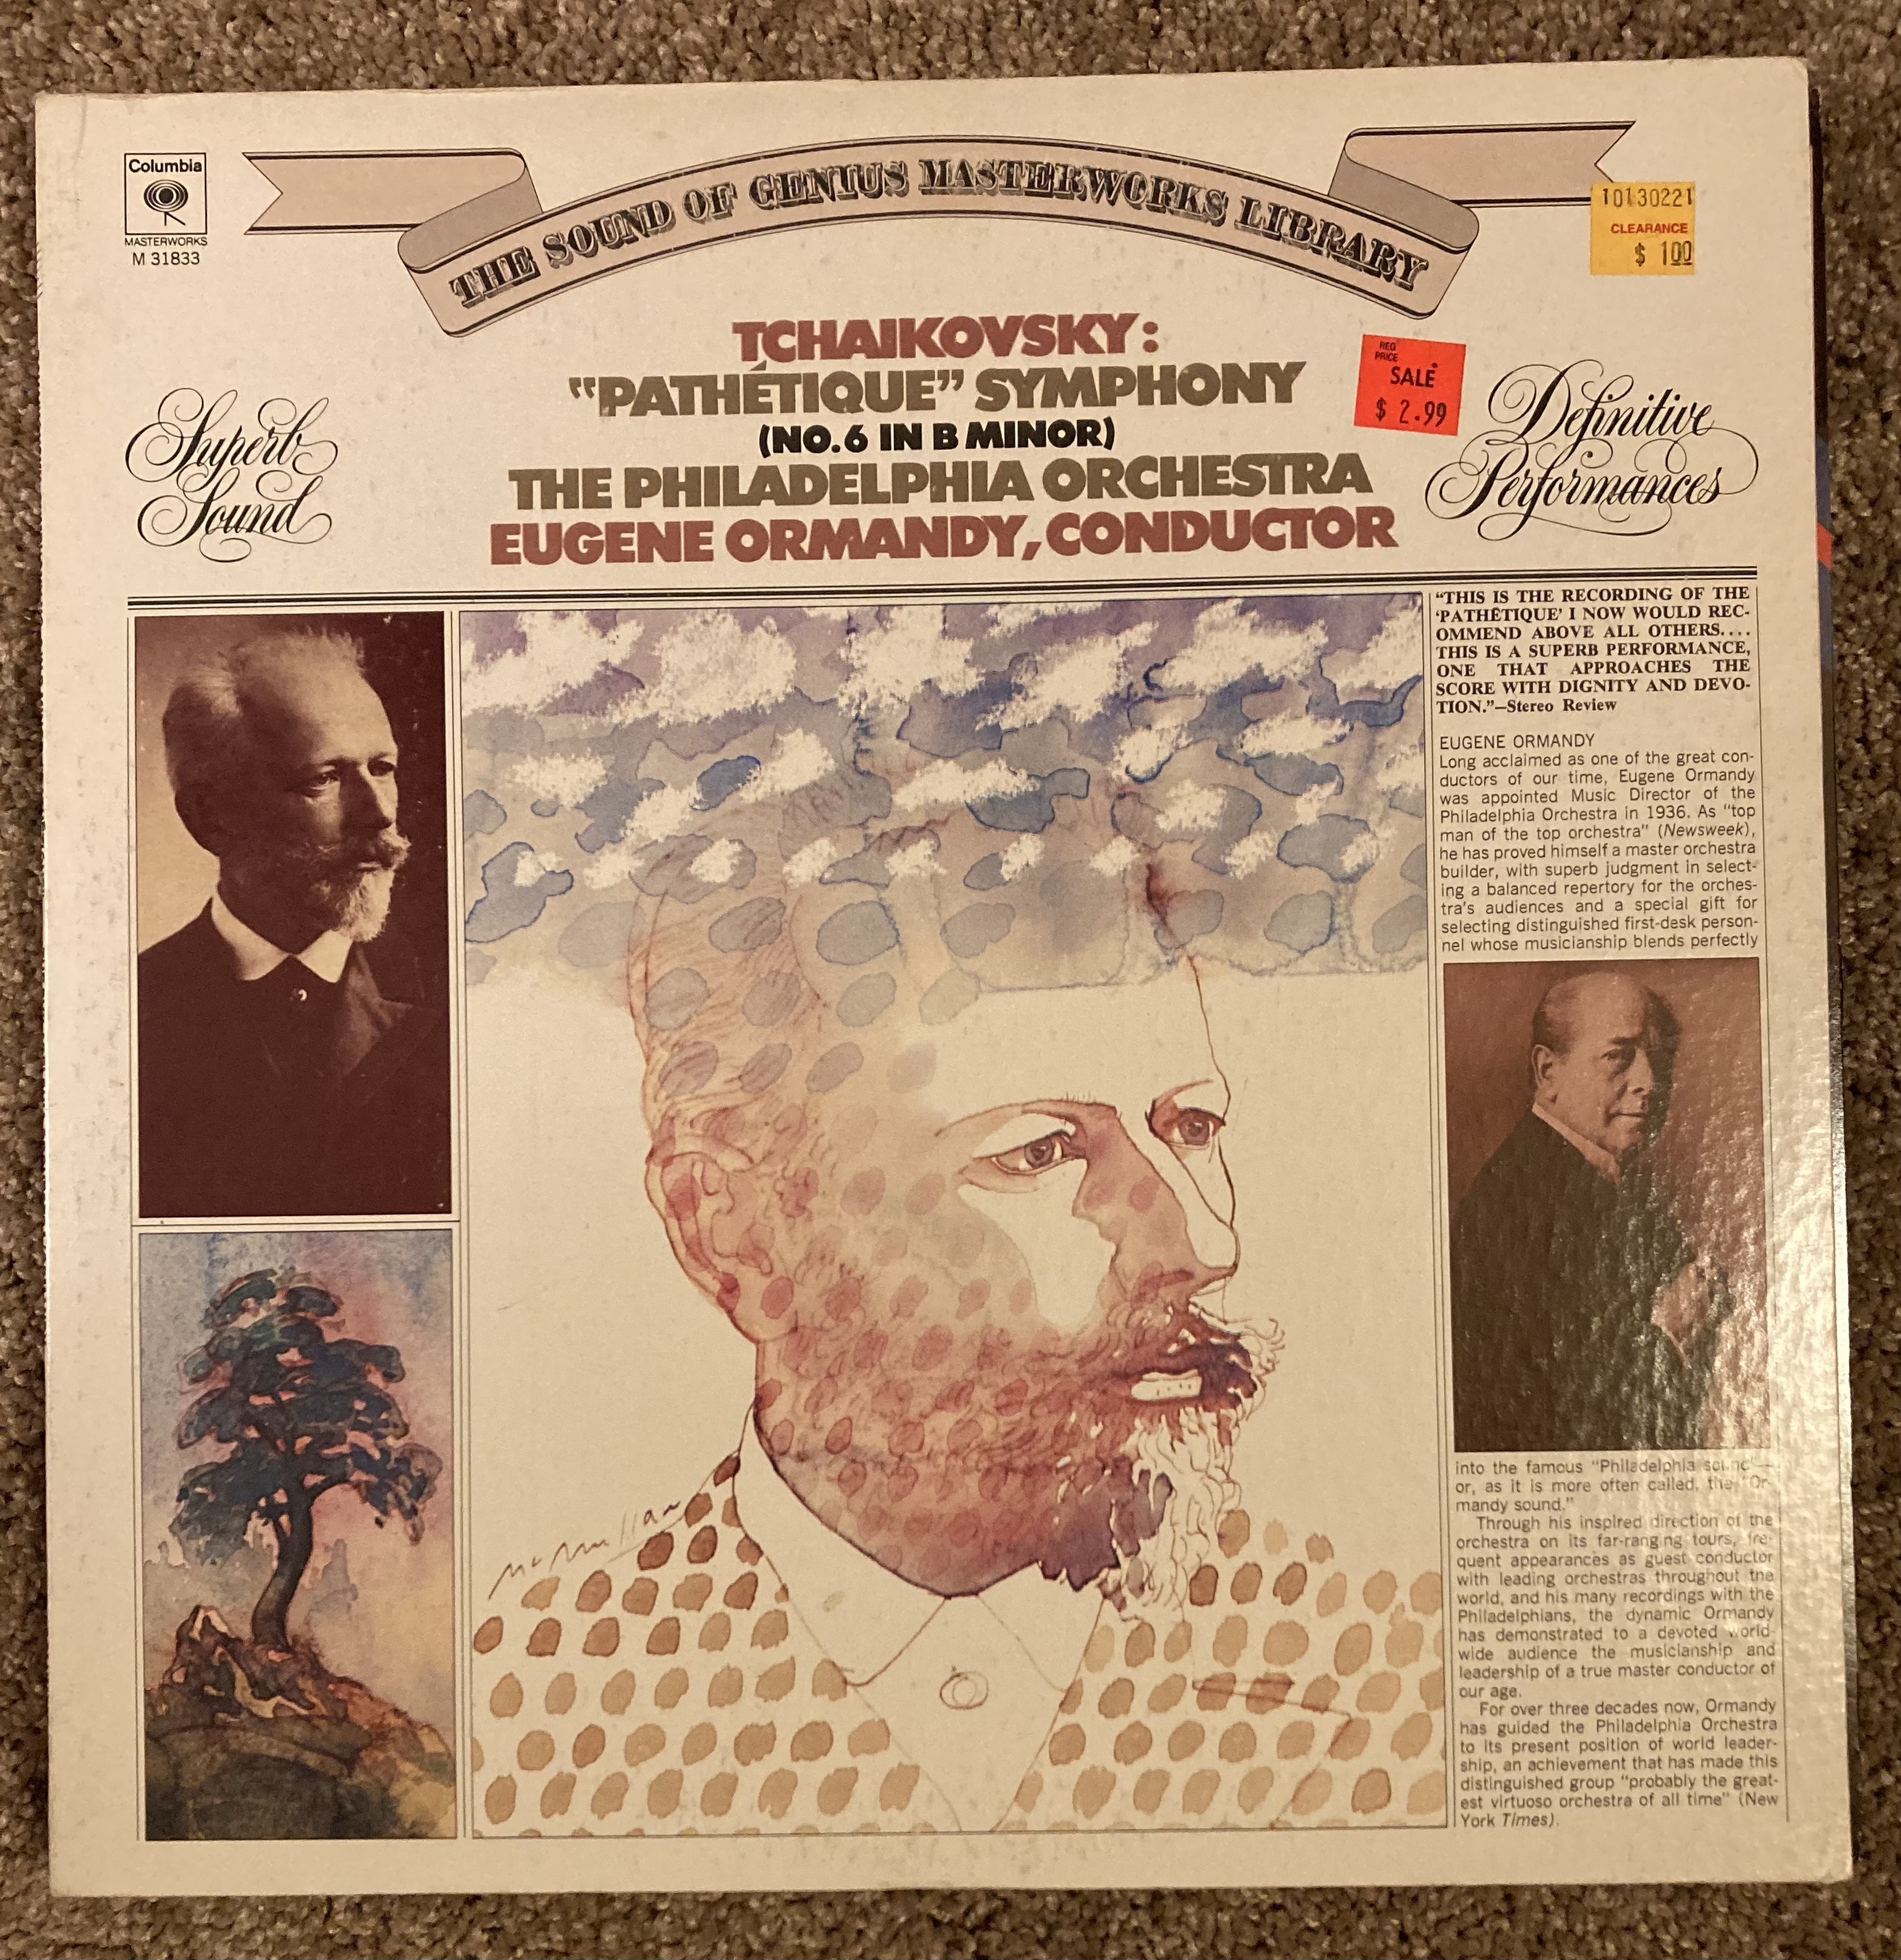 Columbia
MASTERWORKS
M 31833
THE SOUND OF GENIUS MASTERWORKS LIBRARY
10130221
CLEARANCE
$ 1 00
TCHAIKOVSKY:
"PATHÉTIQUE" SYMPHONY
(NO. 6 IN B MINOR)
THE PHILADELPHIA ORCHESTRA
EUGENE ORMANDY, CONDUCTOR
REG
PRICE
SALE
$ 2.99
Superb
Sound
Definitive
Performances
"THIS IS THE RECORDING OF THE
'PATHÉTIQUE' I NOW WOULD REC-
OMMEND ABOVE ALL OTHERS....
THIS IS A SUPERB PERFORMANCE,
ONE THAT APPROACHES THE
SCORE WITH DIGNITY AND DEVO-
TION."—Stereo Review
EUGENE ORMANDY
Long acclaimed as one of the great con-
ductors of our time, Eugene Ormandy
was appointed Music Director of the
Philadelphia Orchestra in 1936. As "top
man of the top orchestra" (Newsweek),
he has proved himself a master orchestra
builder, with superb judgment in select-
ing a balanced repertory for the orches-
tra's audiences and a special gift for
selecting distinguished first-desk person-
nel whose musicianship blends perfectly
into the famous "Philadelphia sound"—
or, as it is more often called, the "Or-
mandy sound."
Through his inspired direction of the
orchestra on its far-ranging tours, fre-
quent appearances as guest conductor
with leading orchestras throughout the
world, and his many recordings with the
Philadelphians, the dynamic Ormandy
has demonstrated to a devoted world-
wide audience the musicianship and
leadership of a true master conductor of
our age.
For over three decades now, Ormandy
has guided the Philadelphia Orchestra
to its present position of world leader-
ship, an achievement that has made this
distinguished group "probably the great-
est virtuoso orchestra of all time" (New
York Times).
McMullan